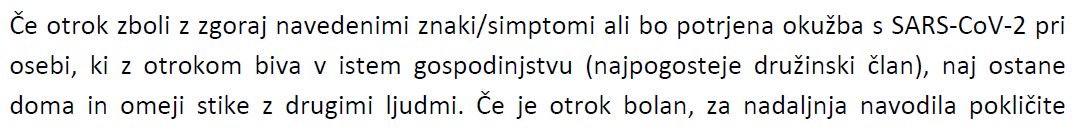 Če otrok zboli z zgoraj navedenimi znaki/simptomi ali bo potrjena okužba s SARS-CoV-2 pri
osebi, ki z otrokom biva v istem gospodinjstvu (najpogosteje družinski član), naj ostane
doma in omeji stike z drugimi ljudmi. Če je otrok bolan, za nadaljnja navodila pokličite